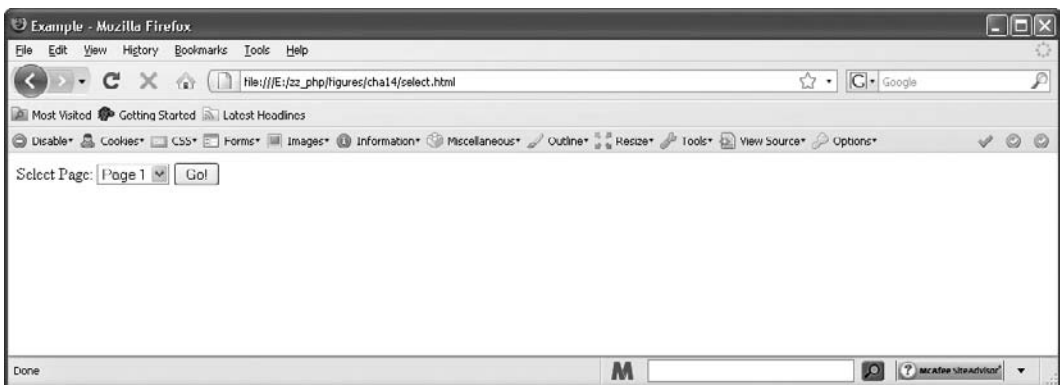 Example - Mozilla Firefox
File Edit View History Bookmarks Tools Help
file:///E:/zz_php/figures/cha14/select.html G Google
Most Visited Getting Started Latest Headlines
Disable Cookies CSS Forms Images Information Miscellaneous Outline Resize Tools View Source Options
Select Page: Page 1 Go!
Done M McAfee SiteAdvisor